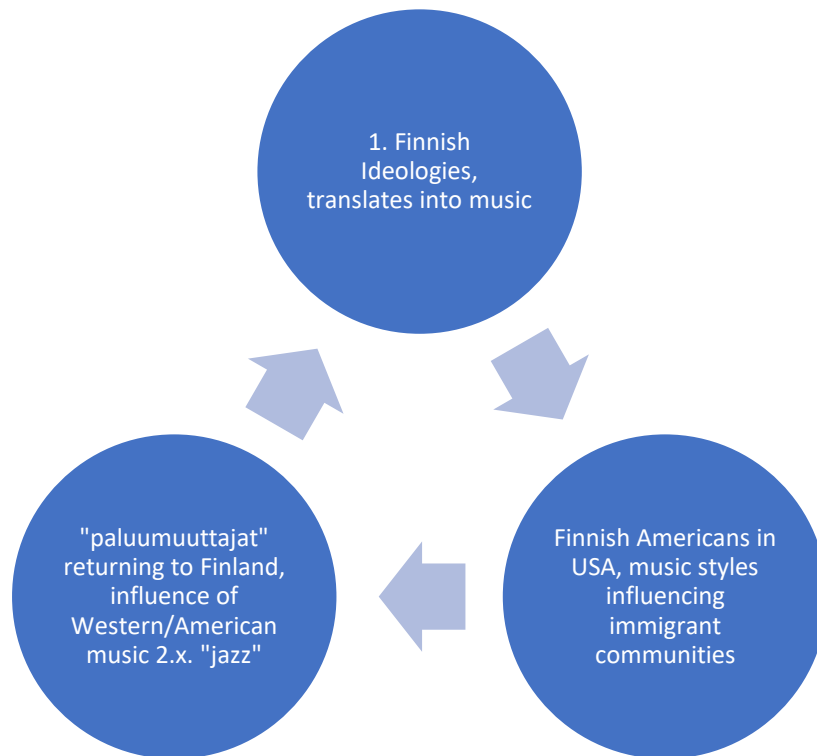 1. Finnish
Ideologies,
translates into music
Finnish Americans in
USA, music styles
influencing
immigrant
communities
"paluumuuttajat"
returning to Finland,
influence of
Western/American
music 2.x. "jazz"